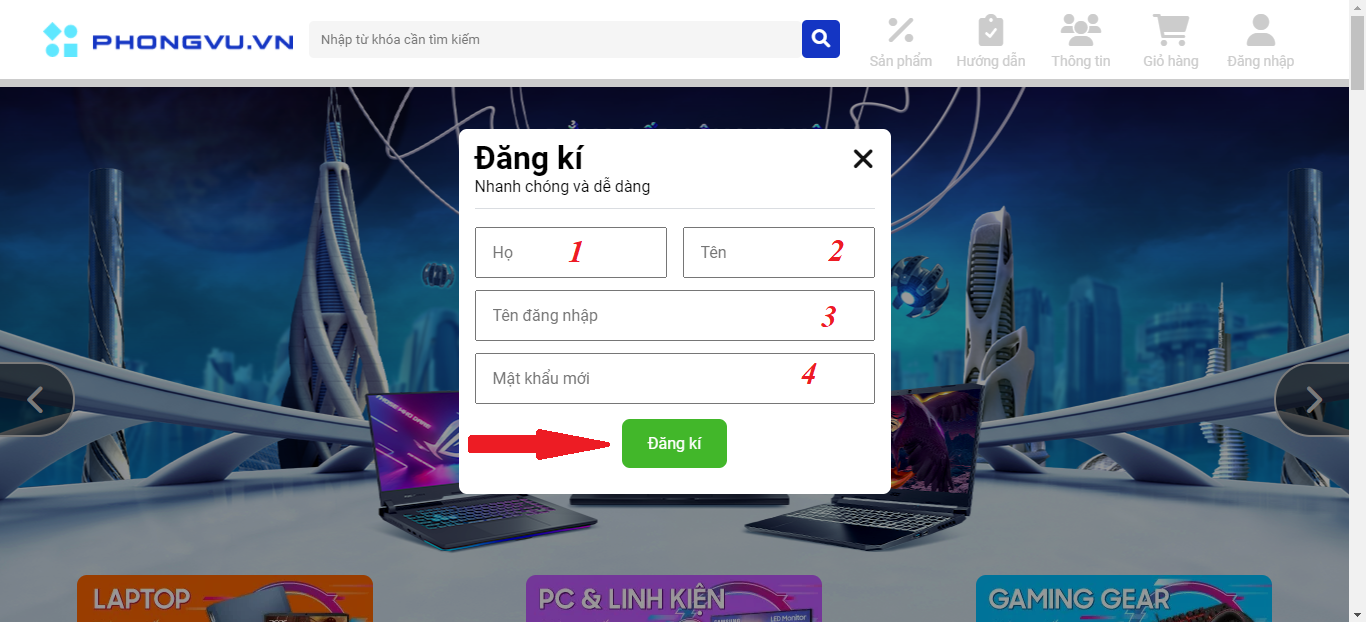 PHONGVU.VN
Nhập từ khóa cần tìm kiếm
Sản phẩm
Hướng dẫn
Thông tin
Giỏ hàng
Đăng nhập
Đăng kí
Nhanh chóng và dễ dàng
Họ 1
Tên 2
Tên đăng nhập 3
Mật khẩu mới 4
Đăng kí
LAPTOP
PC & LINH KIỆN
GAMING GEAR